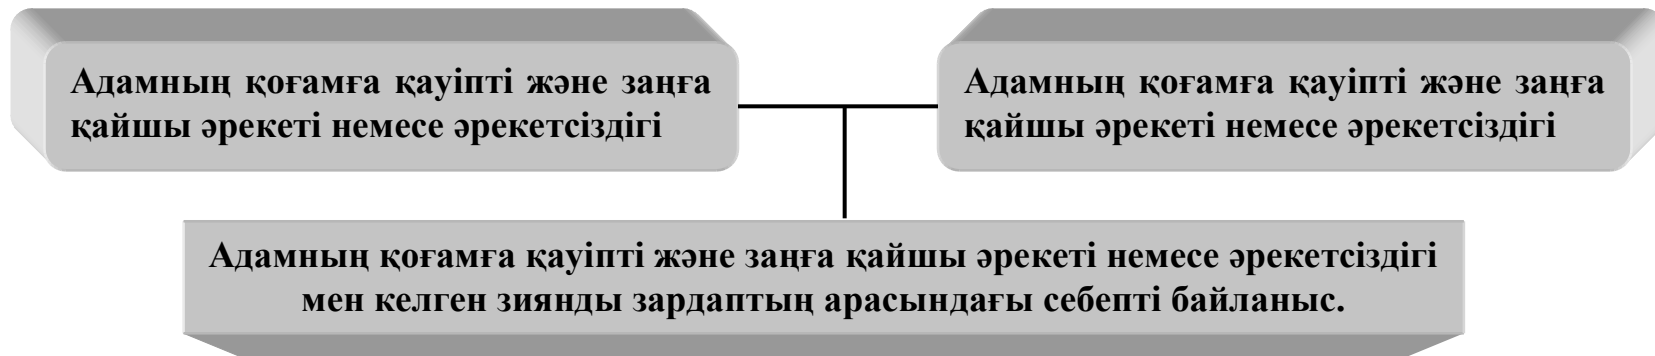 Адамның қоғамға қауіпті және заңға
қайшы әрекеті немесе әрекетсіздігі
Адамның қоғамға қауіпті және заңға
қайшы әрекеті немесе әрекетсіздігі
Адамның қоғамға қауіпті және заңға қайшы әрекеті немесе әрекетсіздігі
мен келген зиянды зардаптың арасындағы себепті байланыс.